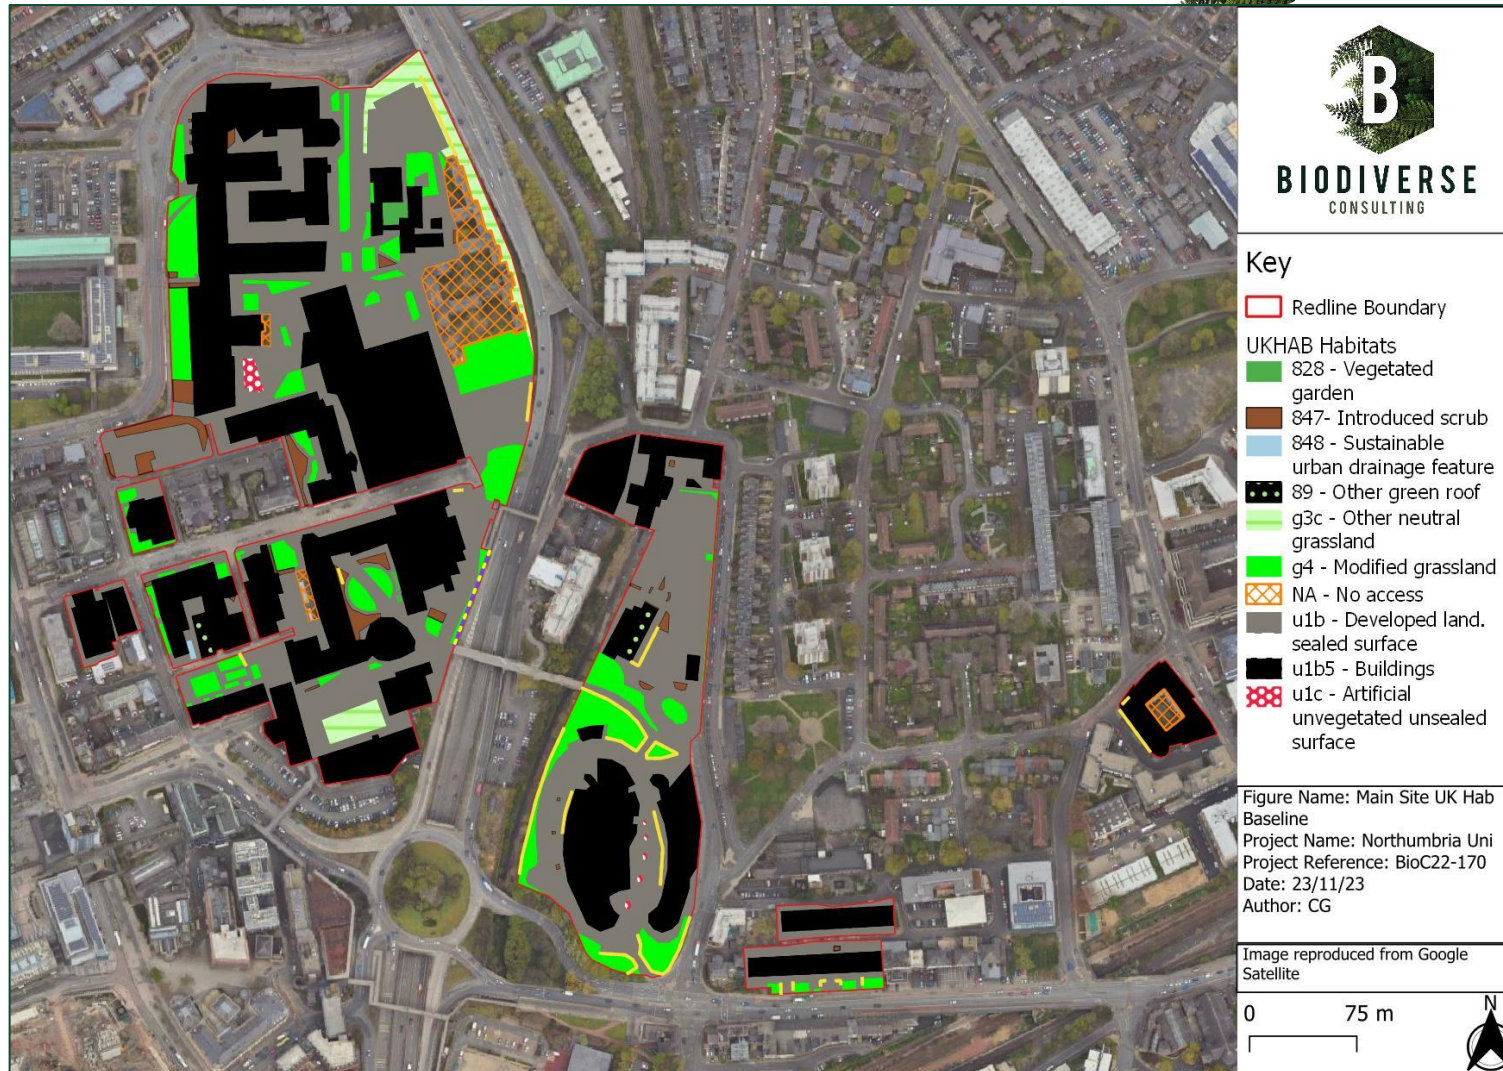 B
BIODIVERSE
CONSULTING
Key
Redline Boundary
UKHAB Habitats
828 - Vegetated
garden
847- Introduced scrub
848 - Sustainable
urban drainage feature
89 - Other green roof
g3c - Other neutral
grassland
g4 - Modified grassland
NA - No access
u1b - Developed land.
sealed surface
u1b5 - Buildings
u1c - Artificial
unvegetated unsealed
surface
Figure Name: Main Site UK Hab
Baseline
Project Name: Northumbria Uni
Project Reference: BioC22-170
Date: 23/11/23
Author: CG
Image reproduced from Google
Satellite
0 75 m
N